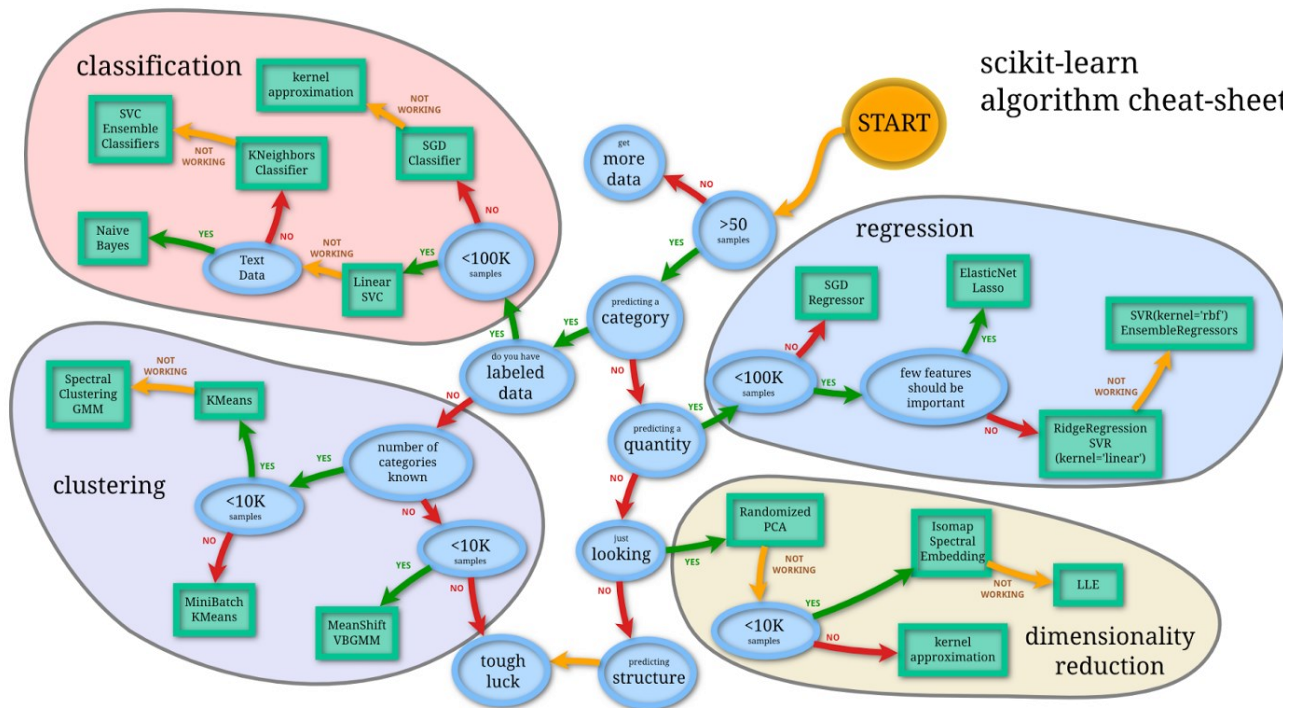 scikit-learn
algorithm cheat-sheet
START
get
more
data
NO
>50
samples
YES
predicting a
category
YES
NO
do you have
labeled
data
YES
NO
predicting a
quantity
YES
NO
just
looking
YES
NO
predicting
structure
tough
luck
classification
kernel
approximation
NOT
WORKING
SVC
Ensemble
Classifiers
NOT
WORKING
KNeighbors
Classifier
SGD
Classifier
NO
NO
Naive
Bayes
YES
Text
Data
NOT
WORKING
Linear
SVC
YES
<100K
samples
regression
SGD
Regressor
NO
<100K
samples
YES
ElasticNet
Lasso
YES
few features
should be
important
NO
SVR(kernel='rbf')
EnsembleRegressors
NOT
WORKING
RidgeRegression
SVR
(kernel='linear')
clustering
Spectral
Clustering
GMM
NOT
WORKING
KMeans
YES
<10K
samples
YES
number of
categories
known
NO
NO
MiniBatch
KMeans
<10K
samples
YES
NO
MeanShift
VBGMM
dimensionality
reduction
Randomized
PCA
NOT
WORKING
<10K
samples
YES
NO
Isomap
Spectral
Embedding
NOT
WORKING
LLE
kernel
approximation